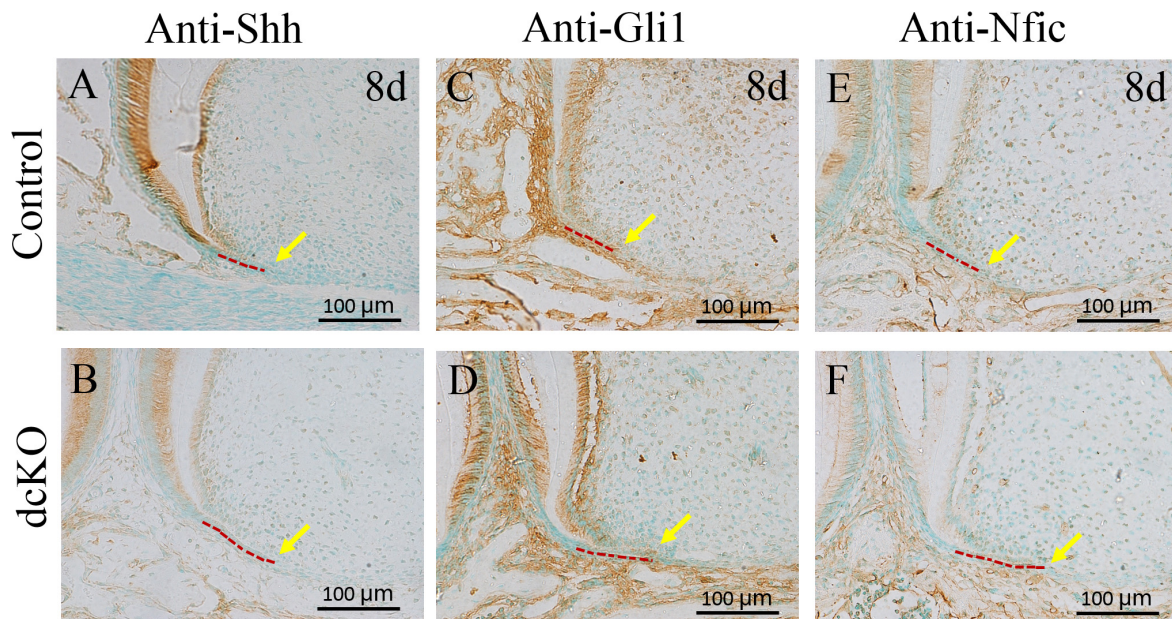 Anti-Shh Anti-Gli1 Anti-Nfic
Control
A 8d C E 8d
100 µm 100 µm 100 µm
dcKO
B D F
100 µm 100 µm 100 µm